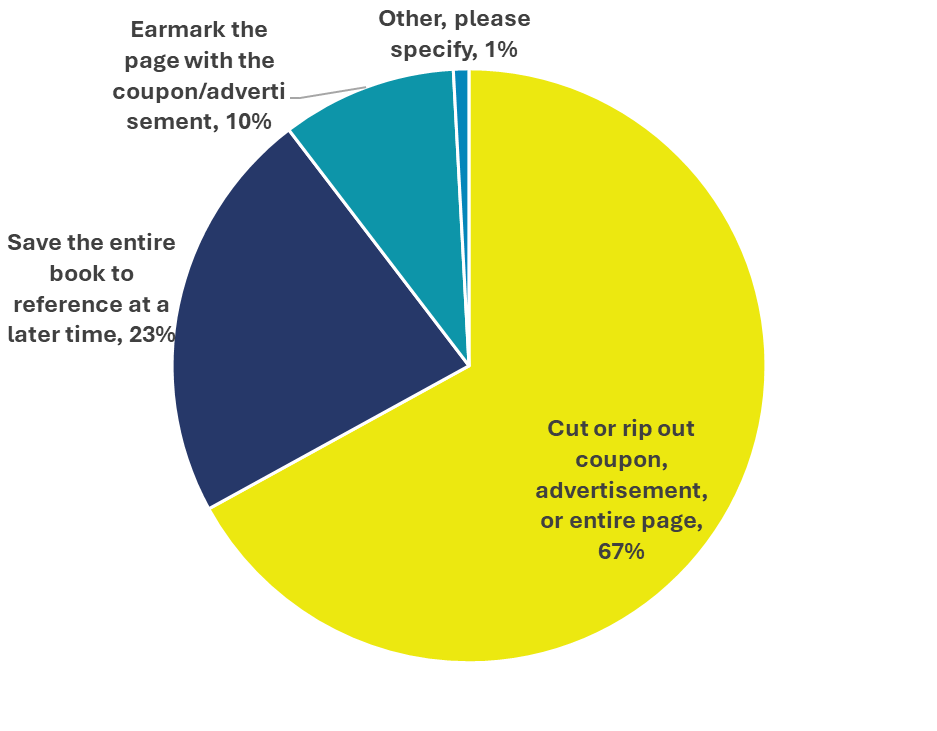 Other, please
specify, 1%
Earmark the
page with the
coupon/adverti
sement, 10%
Save the entire
book to
reference at a
later time, 23%
Cut or rip out
coupon,
advertisement,
or entire page,
67%